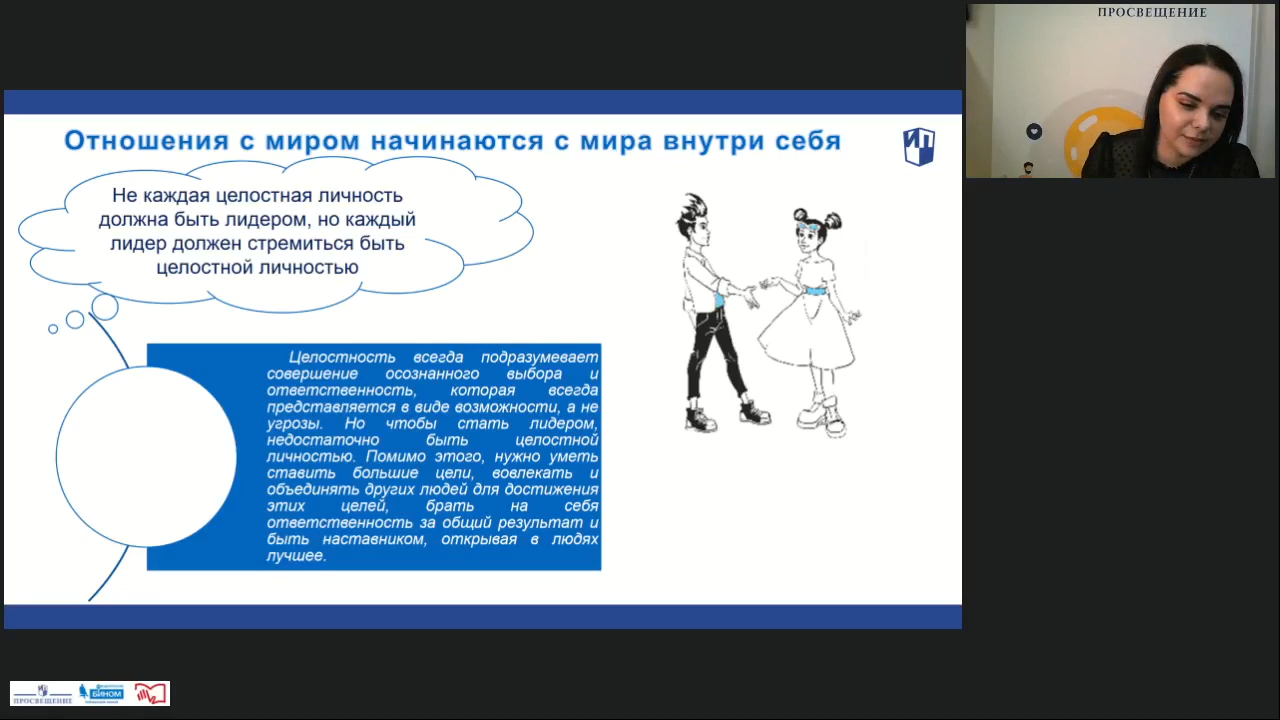 ПРОСВЕЩЕНИЕ
Отношения с миром начинаются с мира внутри себя
Не каждая целостная личность
должна быть лидером, но каждый
лидер должен стремиться быть
целостной личностью
Целостность всегда подразумевает
совершение осознанного выбора и
ответственность, которая всегда
представляется в виде возможности, а не
угрозы. Но чтобы стать лидером,
недостаточно быть целостной
личностью. Помимо этого, нужно уметь
ставить большие цели, вовлекать и
объединять других людей для достижения
этих целей, брать на себя
ответственность за общий результат и
быть наставником, открывая в людях
лучшее.
ПРОСВЕЩЕНИЕ
БИНОМ